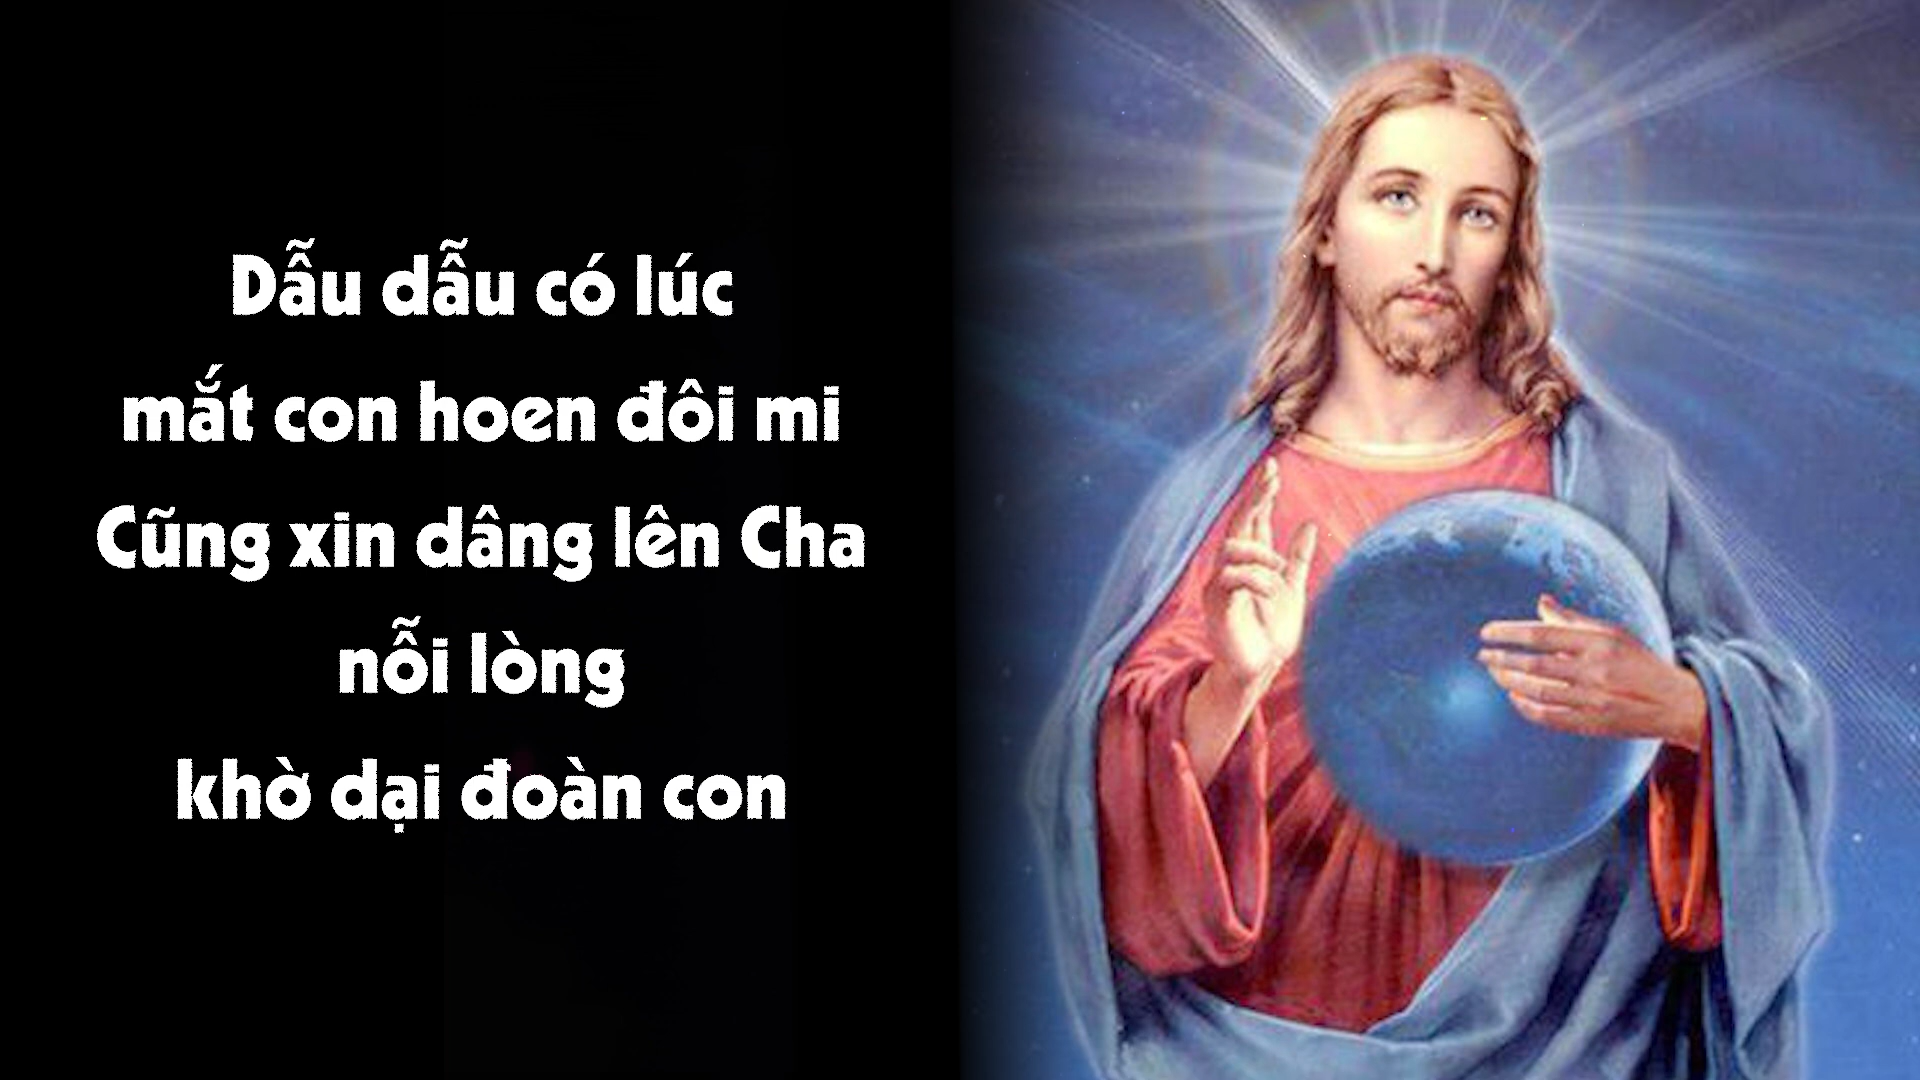 Dẫu dẫu có lúc
mắt con hoen đôi mi
Cũng xin dâng lên Cha
nỗi lòng
khờ dại đoàn con